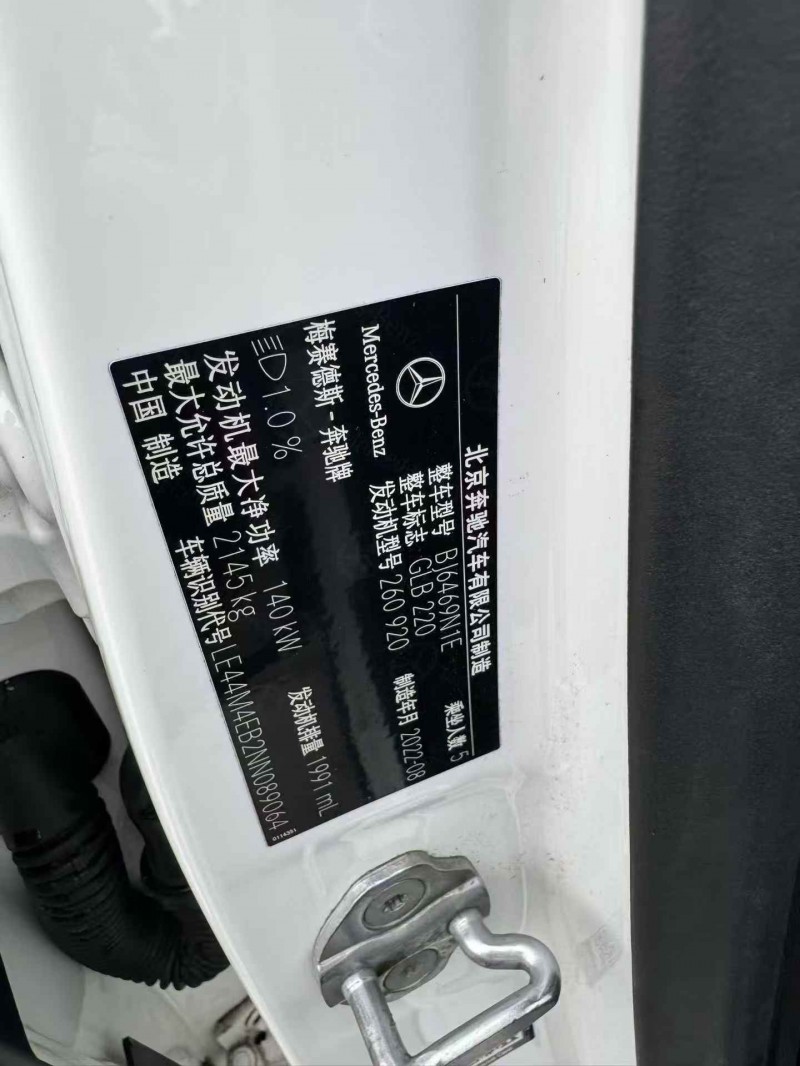 北京奔驰汽车有限公司制造
Mercedes-Benz
整车型号 BJ6469N1E 乘坐人数 5
整车标志 GLB 220
发动机型号 260 920 制造年月 2022-08
梅赛德斯-奔驰牌
1.0 % 发动机排量 1991 mL
发动机最大净功率 140 kW
最大允许总质量 2145 kg
中国 制造 车辆识别代号 LE44M4EB2NN089064
0114351